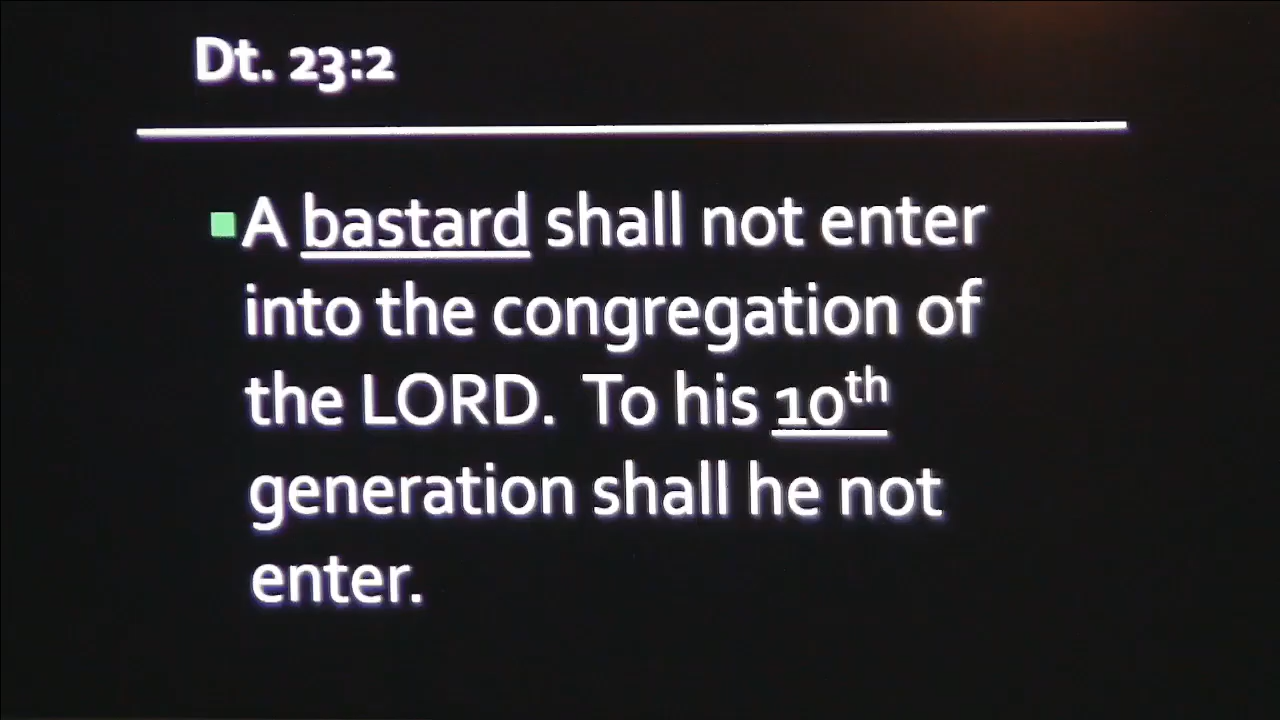 Dt. 23:2
A bastard shall not enter
into the congregation of
the LORD. To his 10th
generation shall he not
enter.